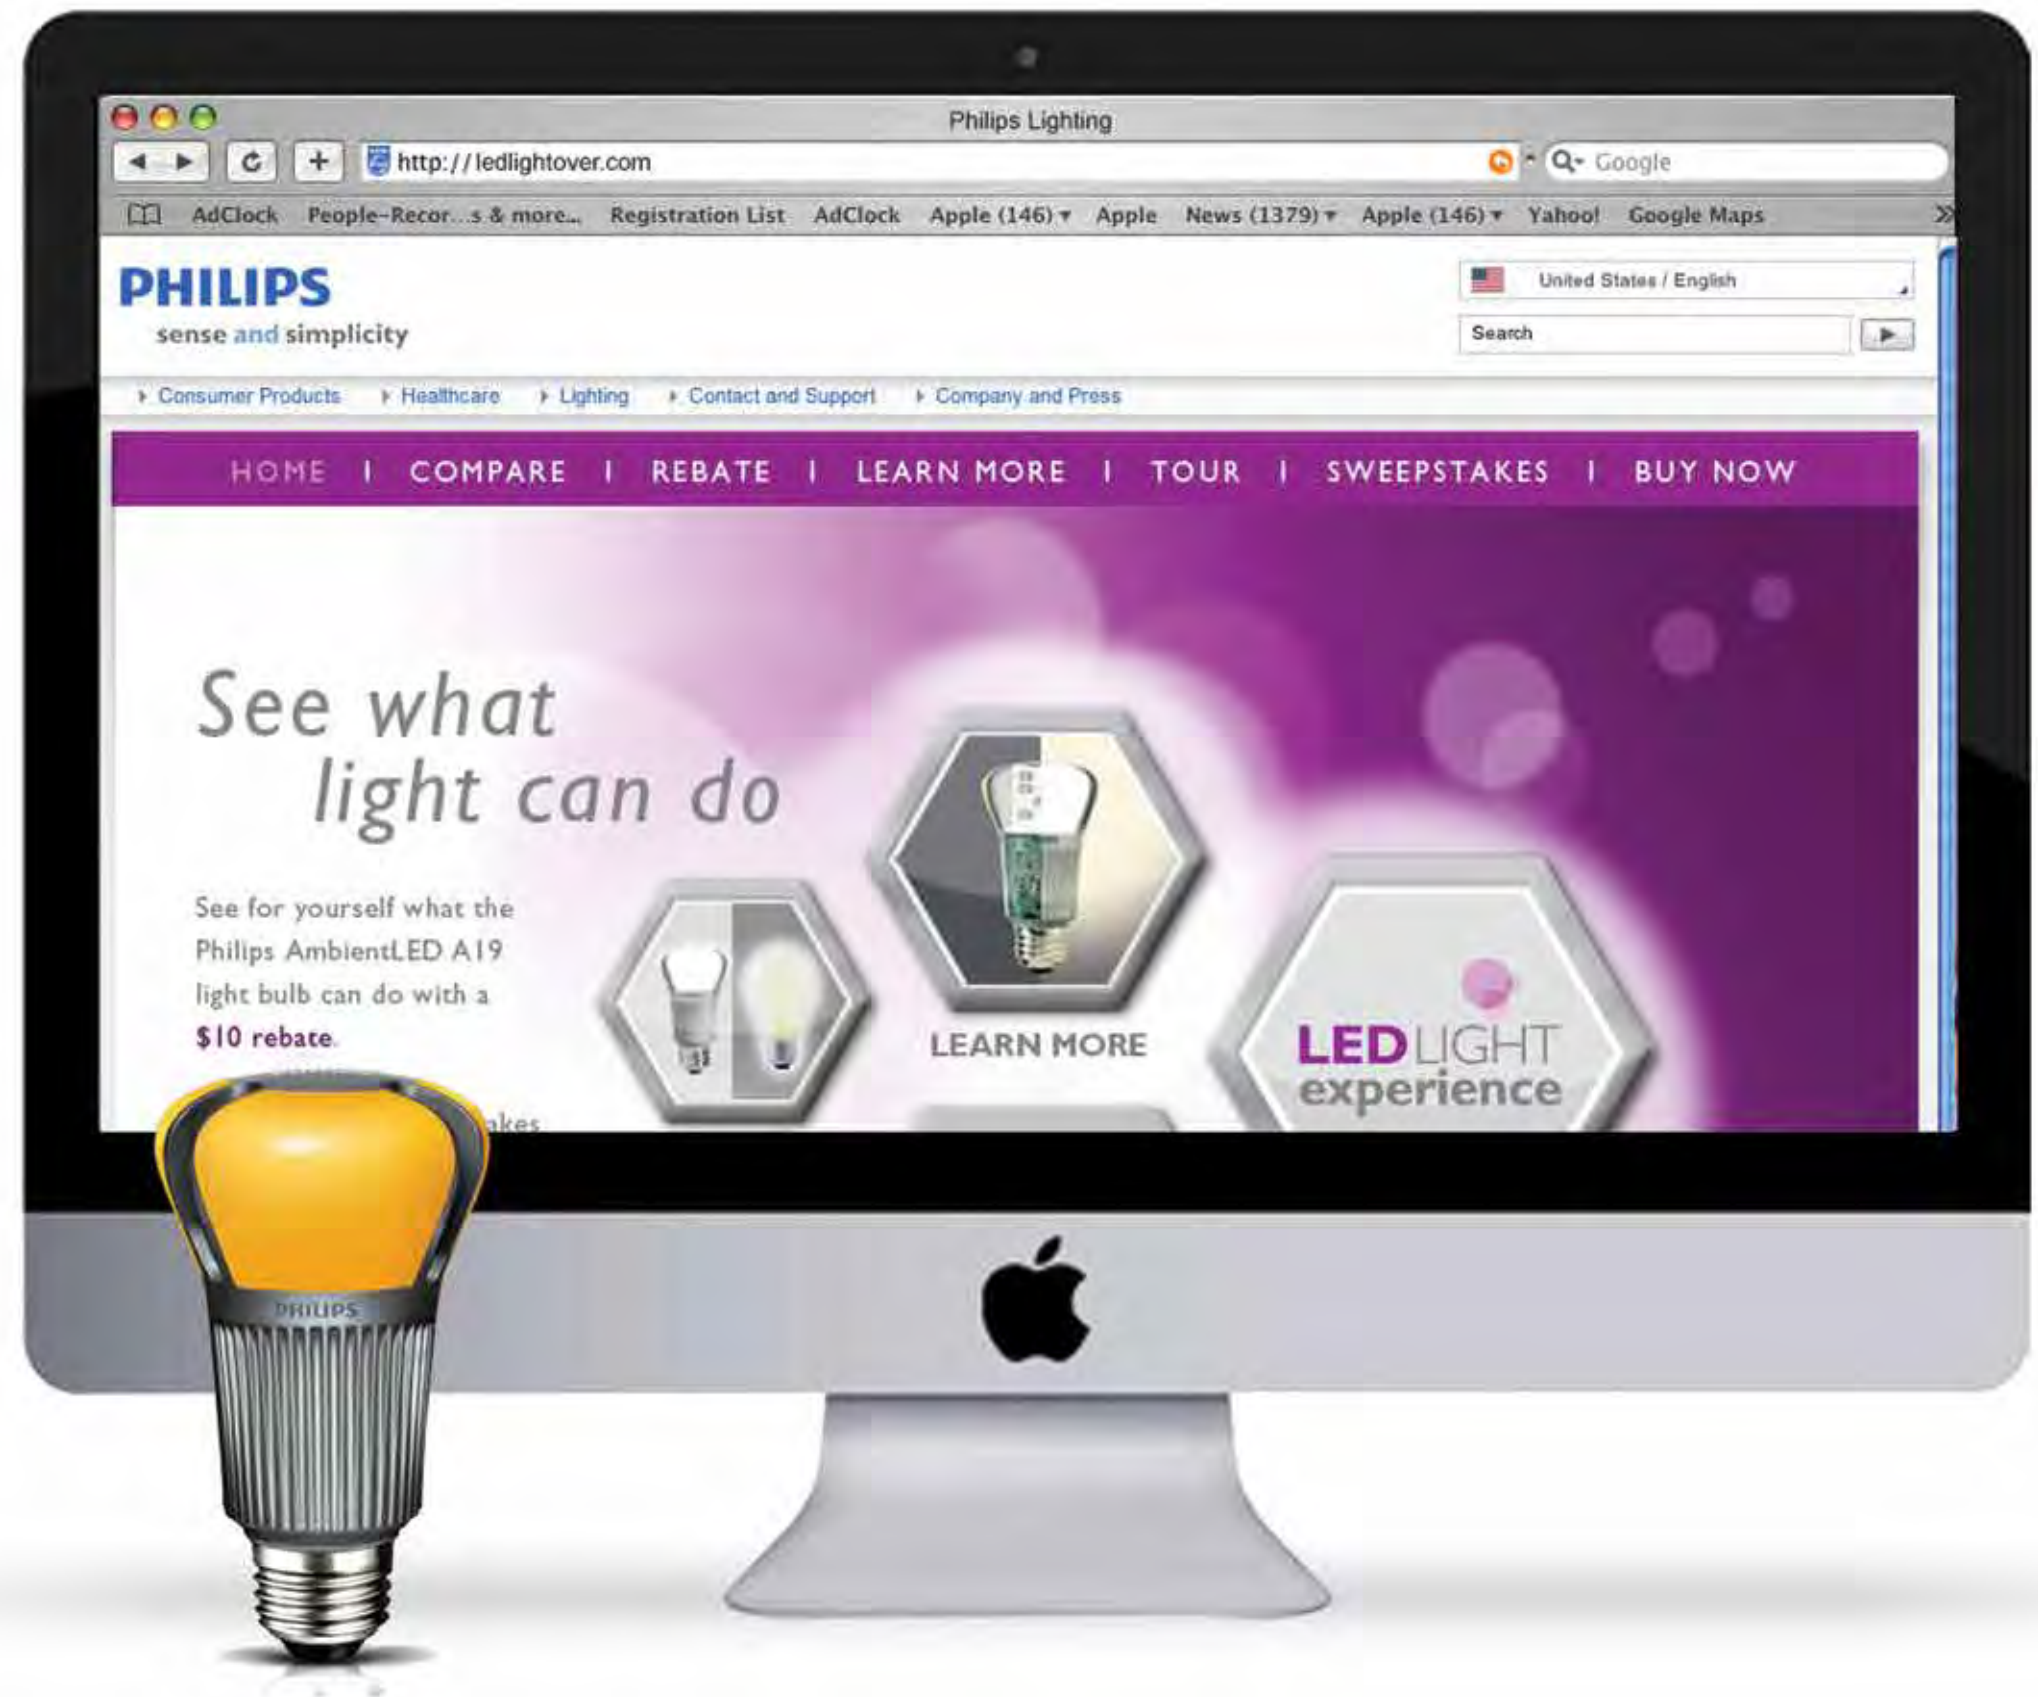 Philips Lighting
http://ledlightover.com
Google
AdClock People-Recor...s & more... Registration List AdClock Apple (146) Apple News (1379) Apple (146) Yahoo! Google Maps
PHILIPS
sense and simplicity
United States / English
Search
Consumer Products Healthcare Lighting Contact and Support Company and Press
HOME | COMPARE | REBATE | LEARN MORE | TOUR | SWEEPSTAKES | BUY NOW
See what
light can do
See for yourself what the
Philips AmbientLED A19
light bulb can do with a
$10 rebate.
akes
LEARN MORE
LEDLIGHT
experience
PHILIPS